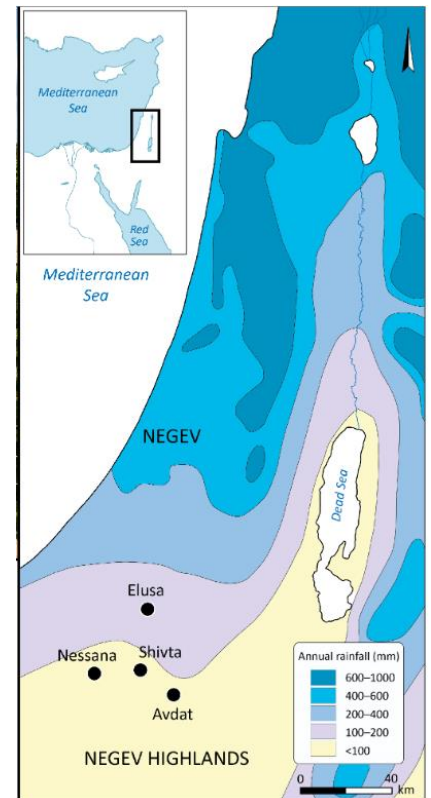 Mediterranean
Sea
Red
Sea
Mediterranean
Sea
NEGEV
Dead Sea
Elusa
Nessana
Shivta
Avdat
NEGEV HIGHLANDS
Annual rainfall (mm)
600–1000
400–600
200–400
100–200
<100
0 40
km